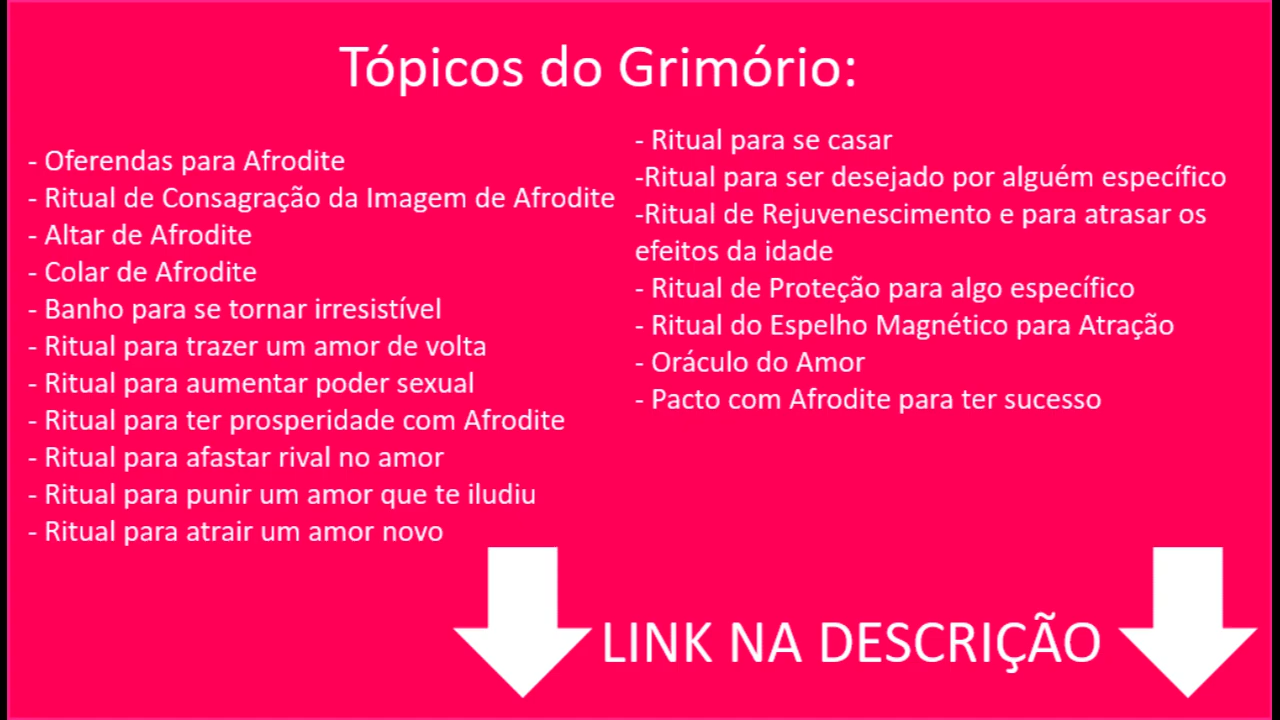 Tópicos do Grimório:
- Oferendas para Afrodite
- Ritual de Consagração da Imagem de Afrodite
- Altar de Afrodite
- Colar de Afrodite
- Banho para se tornar irresistível
- Ritual para trazer um amor de volta
- Ritual para aumentar poder sexual
- Ritual para ter prosperidade com Afrodite
- Ritual para afastar rival no amor
- Ritual para punir um amor que te iludiu
- Ritual para atrair um amor novo
- Ritual para se casar
-Ritual para ser desejado por alguém específico
-Ritual de Rejuvenescimento e para atrasar os
efeitos da idade
- Ritual de Proteção para algo específico
- Ritual do Espelho Magnético para Atração
- Oráculo do Amor
- Pacto com Afrodite para ter sucesso
LINK NA DESCRIÇÃO